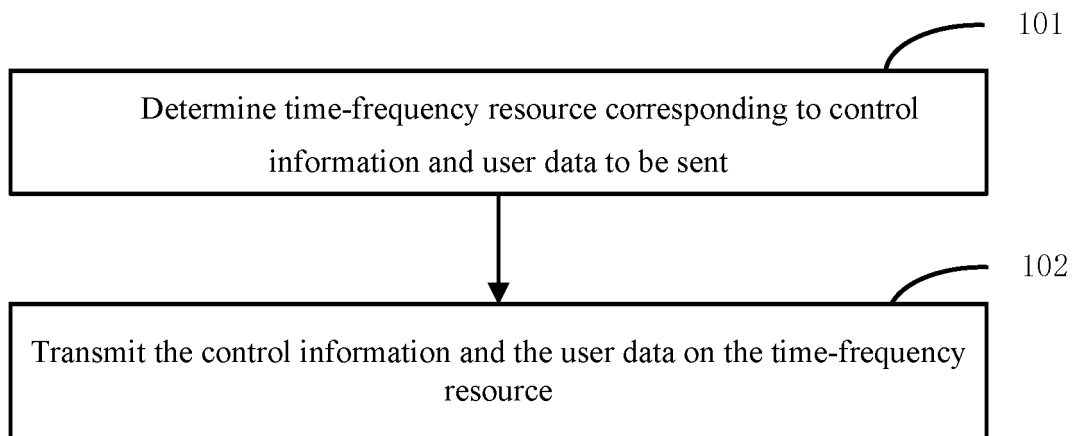 101
Determine time-frequency resource corresponding to control
information and user data to be sent
102
Transmit the control information and the user data on the time-frequency
resource